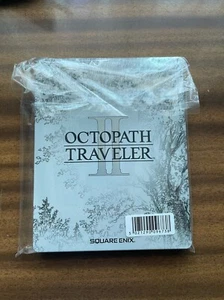 OCTOPATH
II
TRAVELER
SQUARE ENIX.